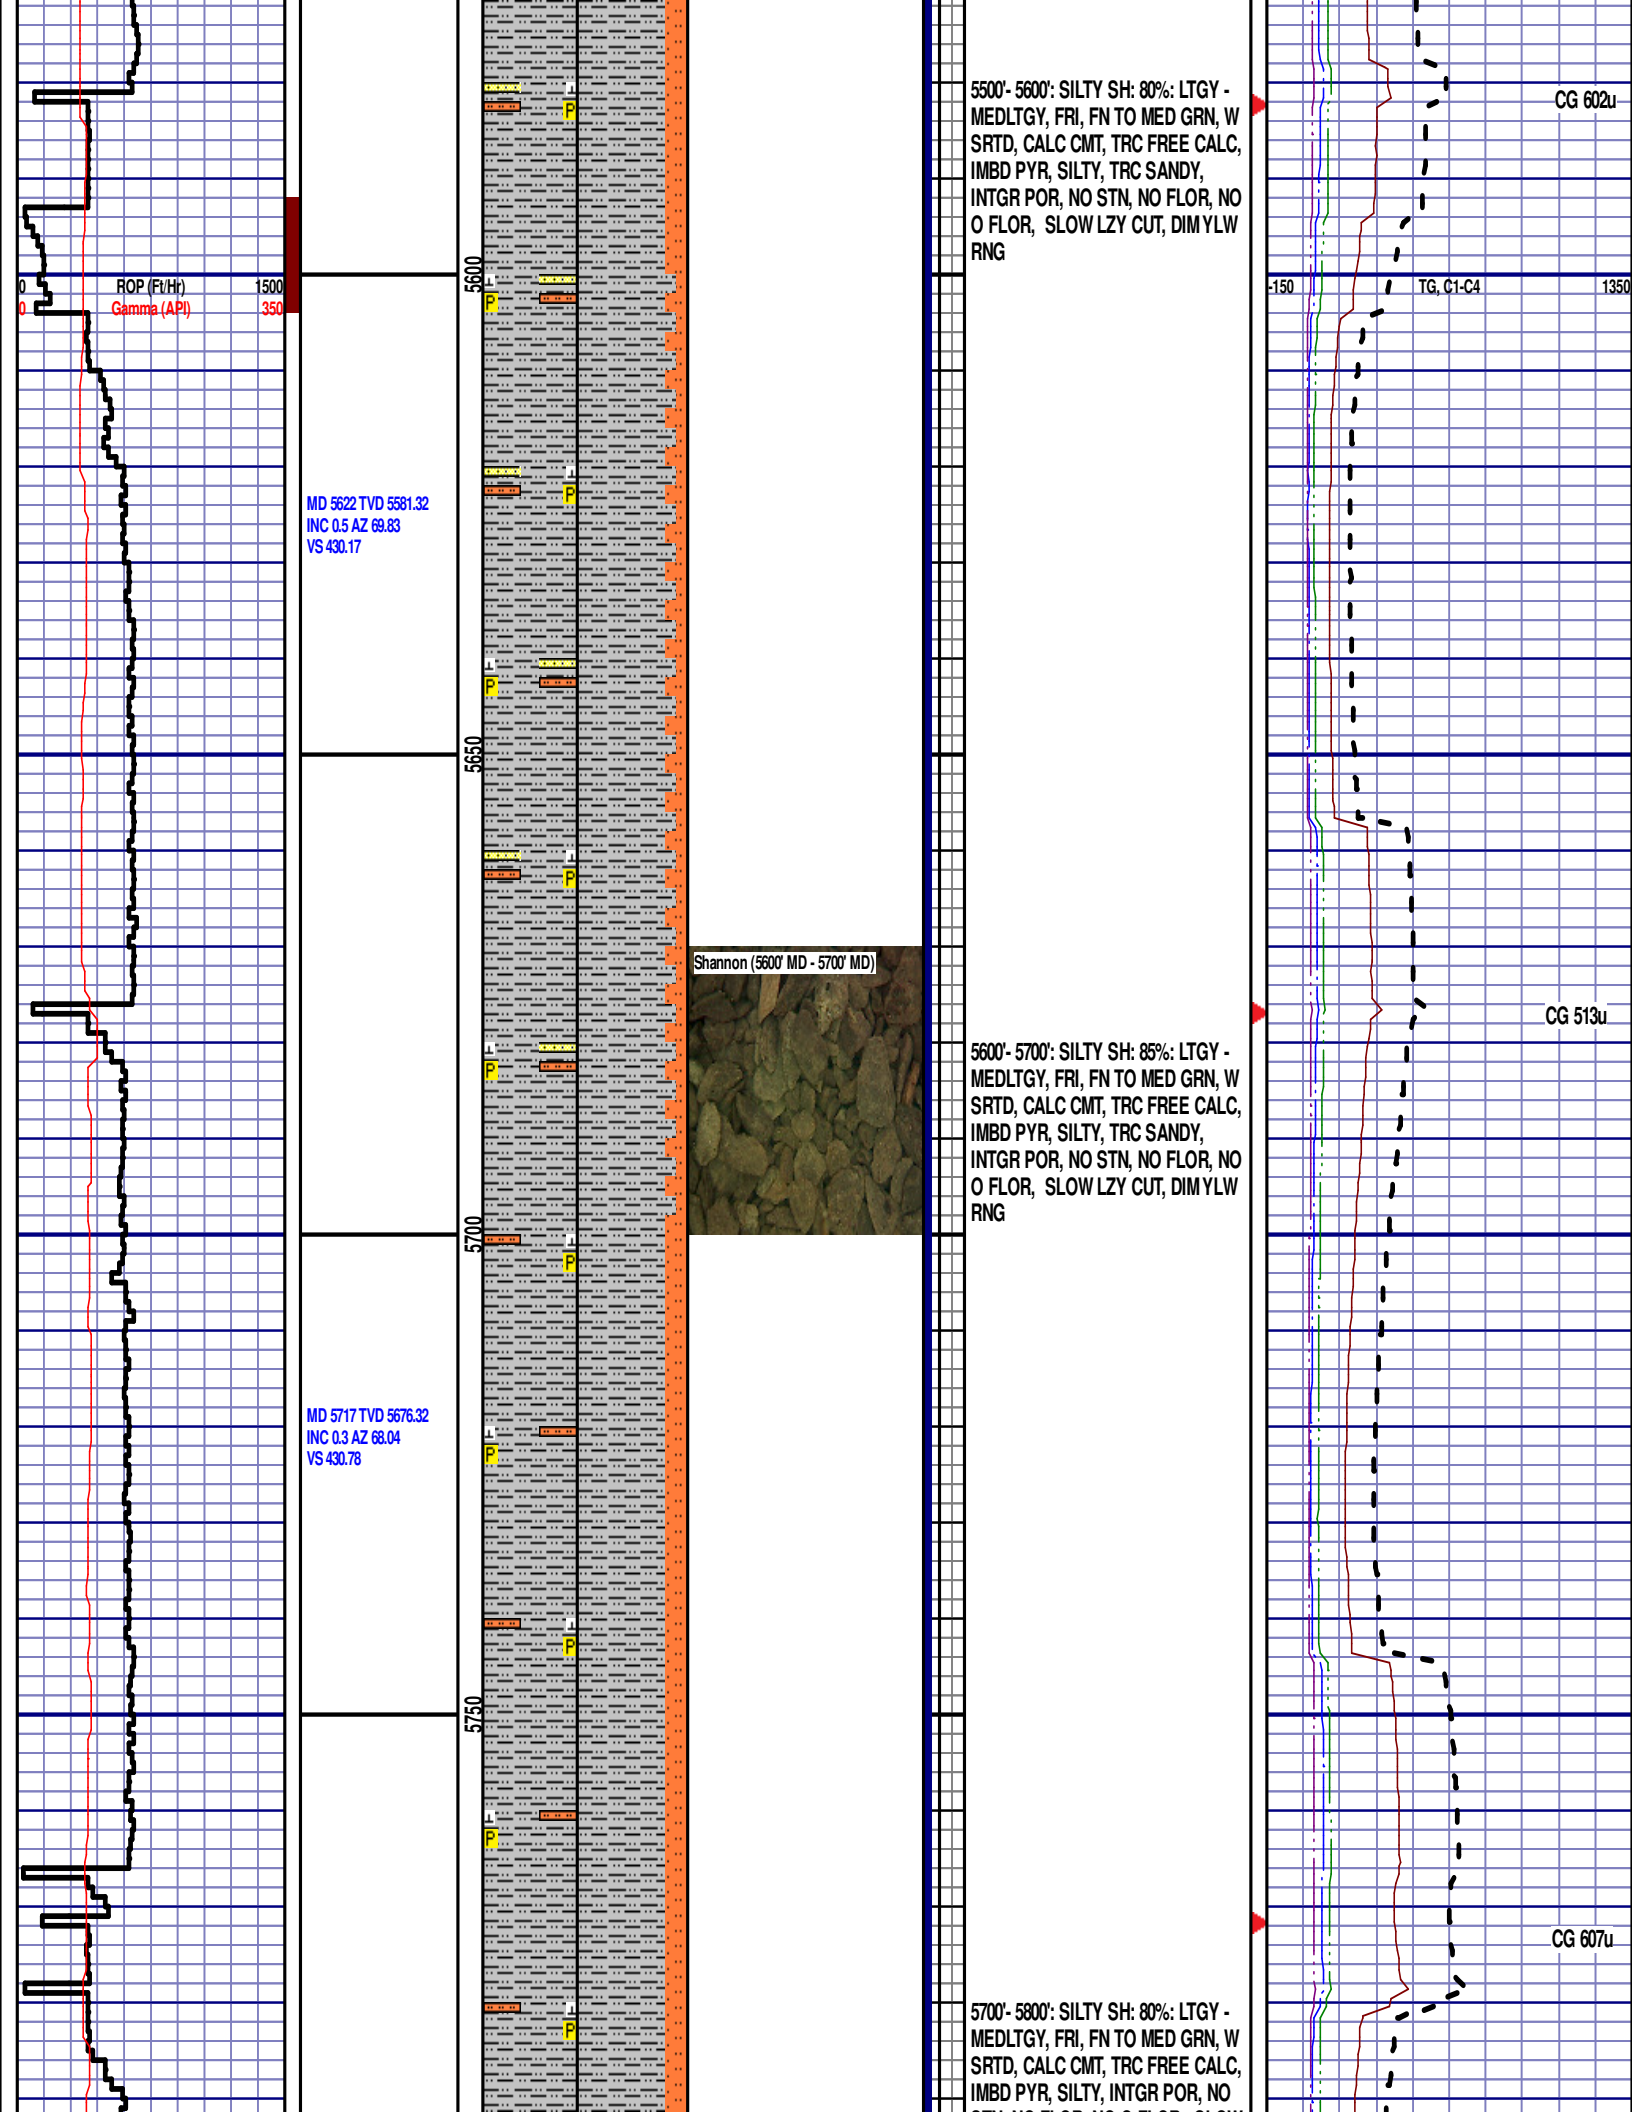 5500'- 5600': SILTY SH: 80%: LTGY -
MEDLTGY, FRI, FN TO MED GRN, W
SRTD, CALC CMT, TRC FREE CALC,
IMBD PYR, SILTY, TRC SANDY,
INTGR POR, NO STN, NO FLOR, NO
O FLOR, SLOW LZY CUT, DIM YLW
RNG
CG 602u
P
5600
0 ROP (Ft/Hr) 1500
0 Gamma (API) 350
-150 TG, C1-C4 1350
P
P
MD 5622 TVD 5581.32
INC 0.5 AZ 69.83
VS 430.17
P
5650
P
Shannon (5600' MD - 5700' MD)
CG 513u
5600'- 5700': SILTY SH: 85%: LTGY -
MEDLTGY, FRI, FN TO MED GRN, W
SRTD, CALC CMT, TRC FREE CALC,
IMBD PYR, SILTY, TRC SANDY,
INTGR POR, NO STN, NO FLOR, NO
O FLOR, SLOW LZY CUT, DIM YLW
RNG
P
5700
P
MD 5717 TVD 5676.32
INC 0.3 AZ 68.04
VS 430.78
P
P
5750
P
CG 607u
5700'- 5800': SILTY SH: 80%: LTGY -
MEDLTGY, FRI, FN TO MED GRN, W
SRTD, CALC CMT, TRC FREE CALC,
IMBD PYR, SILTY, INTGR POR, NO
P